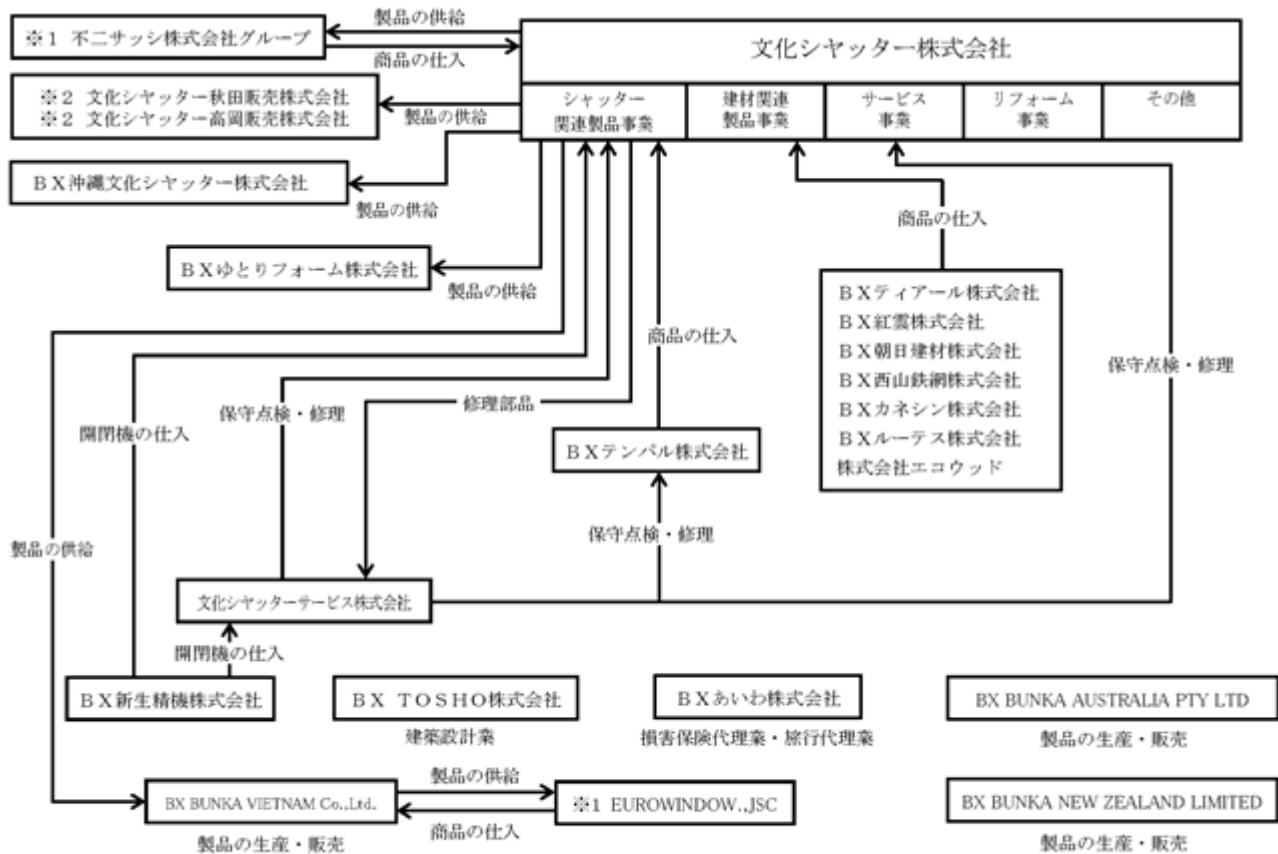 製品の供給
※1 不二サッシ株式会社グループ
商品の仕入
文化シヤッター株式会社
シャッター
関連製品事業
建材関連
製品事業
サービス
事業
リフォーム
事業
その他
※2 文化シヤッター秋田販売株式会社
※2 文化シヤッター高岡販売株式会社
製品の供給
BX沖縄文化シヤッター株式会社
製品の供給
商品の仕入
BXゆとりフォーム株式会社
製品の供給
BXティアール株式会社
BX紅雲株式会社
BX朝日建材株式会社
BX西山鉄網株式会社
BXカネシン株式会社
BXルーテス株式会社
株式会社エコウッド
商品の仕入
保守点検・修理
保守点検・修理
修理部品
開閉機の仕入
BXテンパル株式会社
保守点検・修理
製品の供給
文化シヤッターサービス株式会社
開閉機の仕入
BX新生精機株式会社
BX TOSHO株式会社
建築設計業
BXあいわ株式会社
損害保険代理業・旅行代理業
BX BUNKA AUSTRALIA PTY LTD
製品の生産・販売
製品の供給
BX BUNKA VIETNAM Co.,Ltd.
※1 EUROWINDOW.,JSC
商品の仕入
製品の生産・販売
BX BUNKA NEW ZEALAND LIMITED
製品の生産・販売